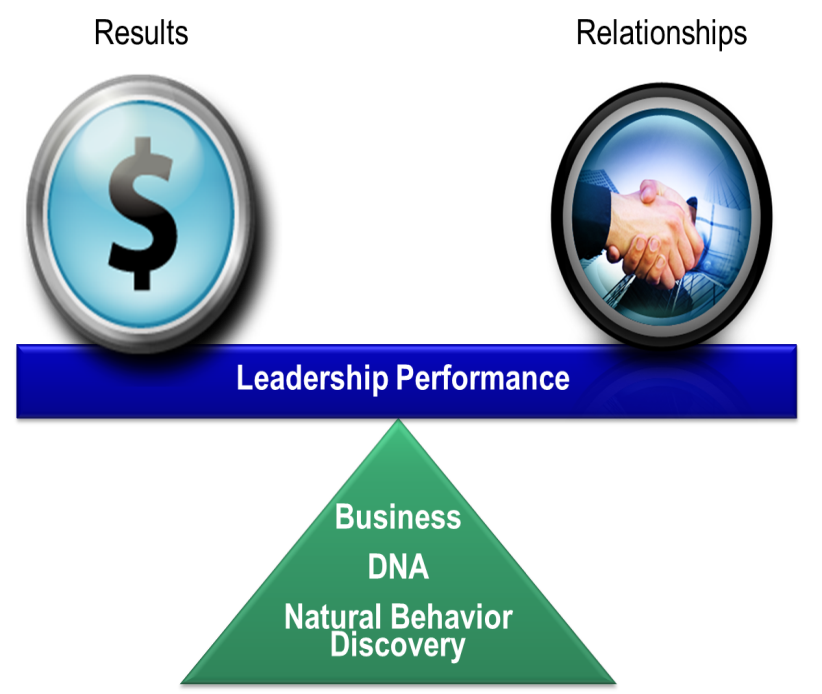 Results
Relationships
$
Leadership Performance
Business
DNA
Natural Behavior
Discovery